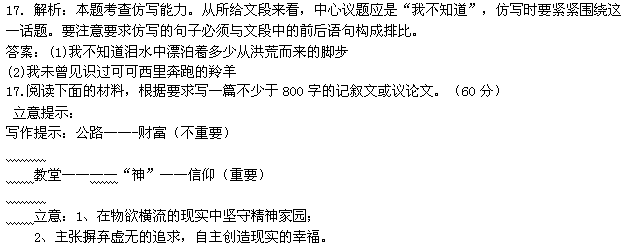 17. 解析：本题考查仿写能力。从所给文段来看，中心议题应是“我不知道”，仿写时要紧紧围绕这
一话题。要注意要求仿写的句子必须与文段中的前后语句构成排比。
答案：(1)我不知道泪水中漂泊着多少从洪荒而来的脚步
(2)我未曾见识过可可西里奔跑的羚羊
17.阅读下面的材料，根据要求写一篇不少于 800 字的记叙文或议论文。（60 分）
立意提示：
写作提示：公路——-财富（不重要）
教堂————“神”——信仰（重要）
立意：1、在物欲横流的现实中坚守精神家园；
2、主张摒弃虚无的追求，自主创造现实的幸福。